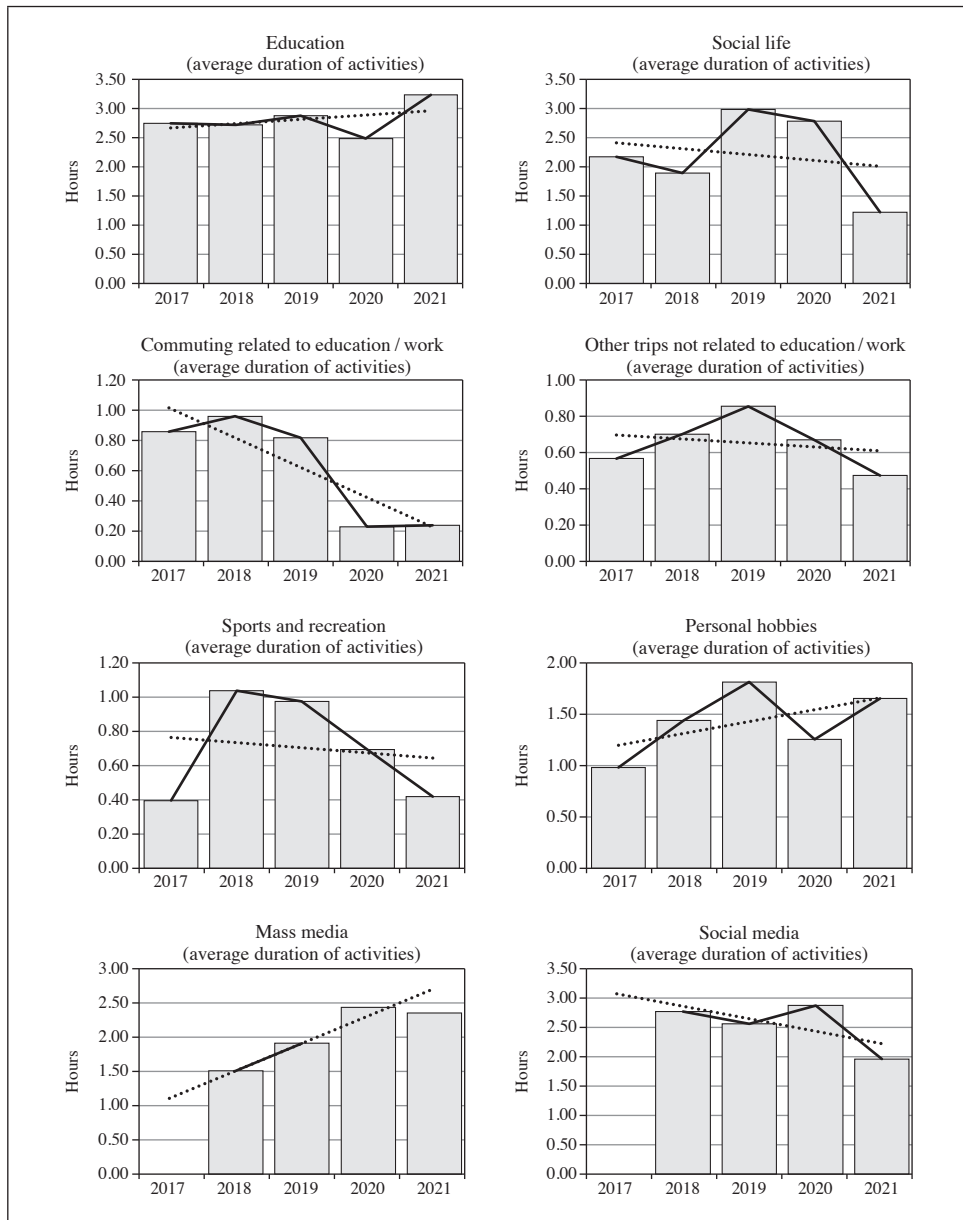 Education
(average duration of activities)
3.50
3.00
2.50
2.00
1.50
1.00
0.50
0.00
Hours
2017 2018 2019 2020 2021
Social life
(average duration of activities)
3.50
3.00
2.50
2.00
1.50
1.00
0.50
0.00
Hours
2017 2018 2019 2020 2021
Commuting related to education / work
(average duration of activities)
1.20
1.00
0.80
0.60
0.40
0.20
0.00
Hours
2017 2018 2019 2020 2021
Other trips not related to education / work
(average duration of activities)
1.00
0.80
0.60
0.40
0.20
0.00
Hours
2017 2018 2019 2020 2021
Sports and recreation
(average duration of activities)
1.20
1.00
0.80
0.60
0.40
0.20
0.00
Hours
2017 2018 2019 2020 2021
Personal hobbies
(average duration of activities)
2.00
1.50
1.00
0.50
0.00
Hours
2017 2018 2019 2020 2021
Mass media
(average duration of activities)
3.00
2.50
2.00
1.50
1.00
0.50
0.00
Hours
2017 2018 2019 2020 2021
Social media
(average duration of activities)
3.50
3.00
2.50
2.00
1.50
1.00
0.50
0.00
Hours
2017 2018 2019 2020 2021